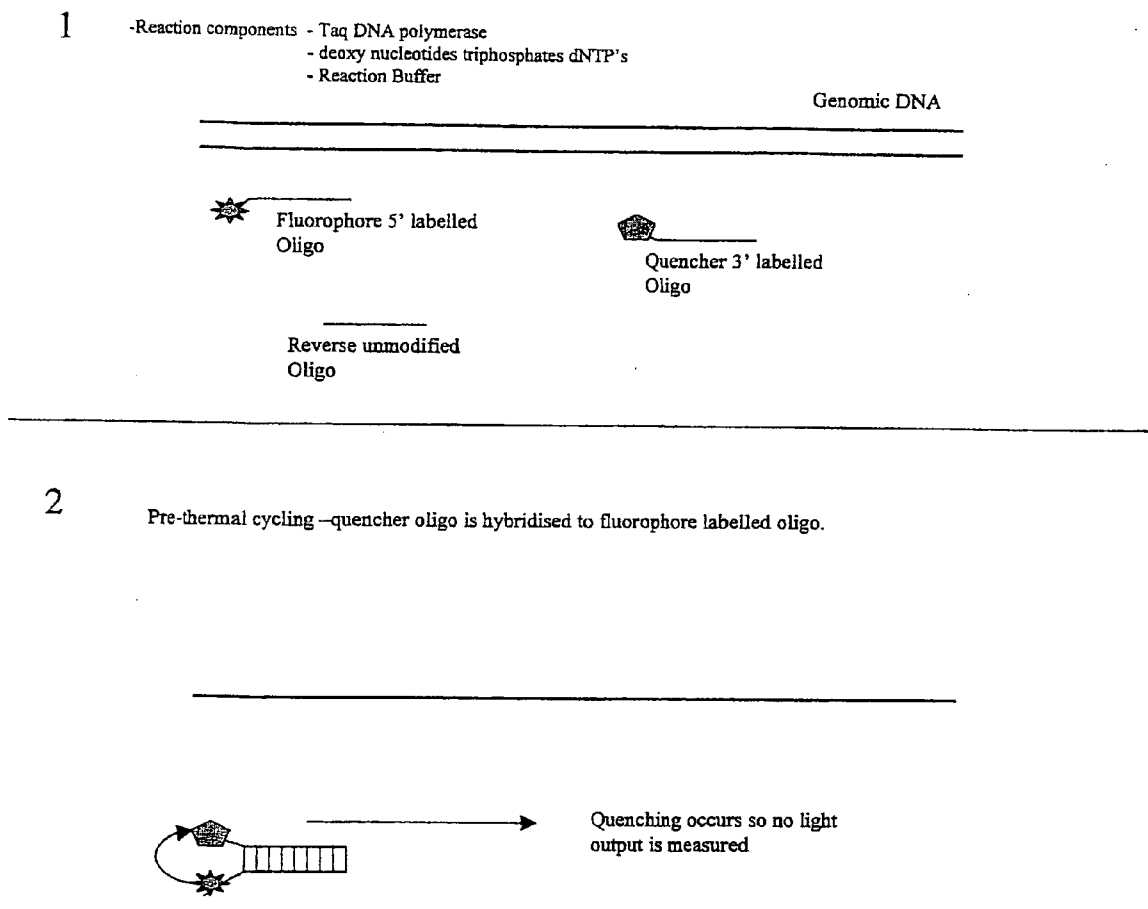 1
-Reaction components - Taq DNA polymerase
- deoxy nucleotides triphosphates dNTP's
- Reaction Buffer
Genomic DNA
Fluorophore 5' labelled
Oligo
Quencher 3' labelled
Oligo
Reverse unmodified
Oligo
2
Pre-thermal cycling –quencher oligo is hybridised to fluorophore labelled oligo.
Quenching occurs so no light
output is measured